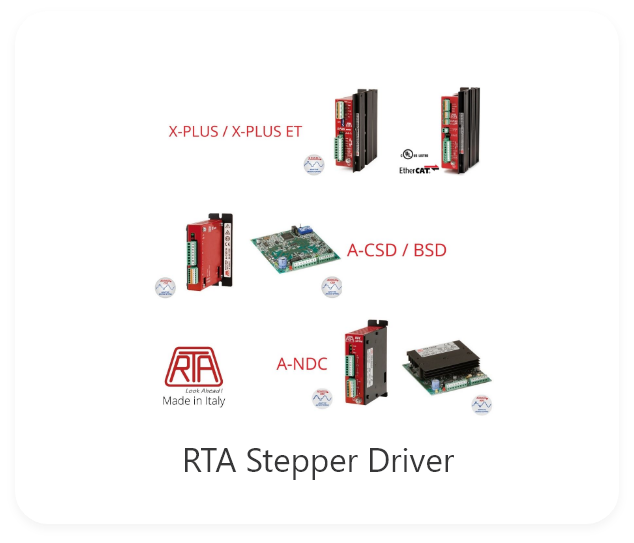 X-PLUS / X-PLUS ET
EtherCAT
A-CSD / BSD
RTA
Look Ahead!
Made in Italy
A-NDC
RTA Stepper Driver